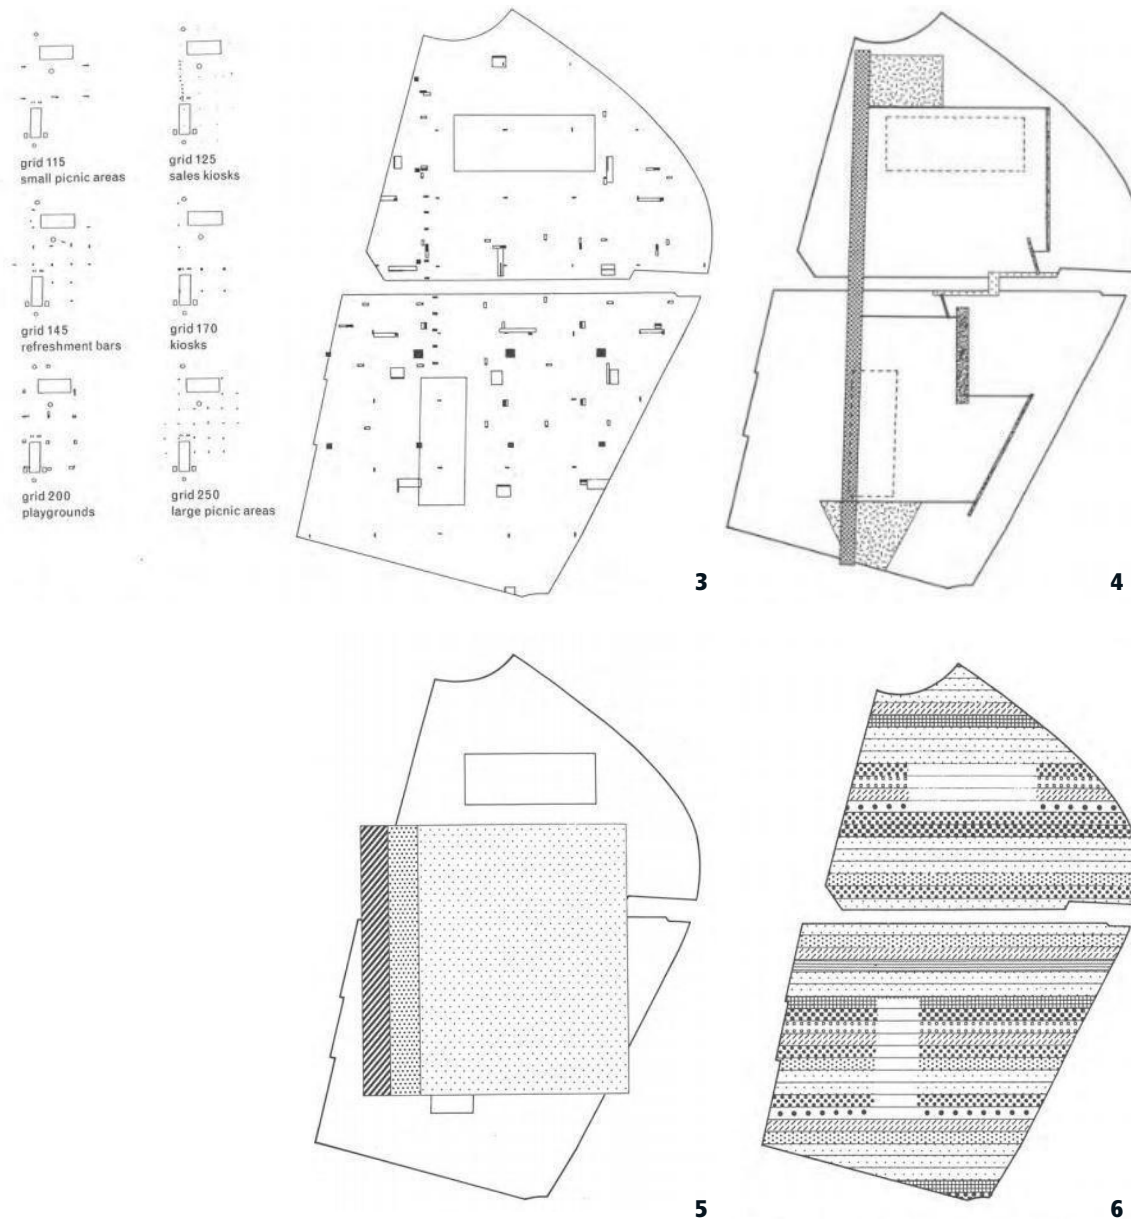 grid 115
small picnic areas
grid 125
sales kiosks
grid 145
refreshment bars
grid 170
kiosks
grid 200
playgrounds
grid 250
large picnic areas
3
4
5
6